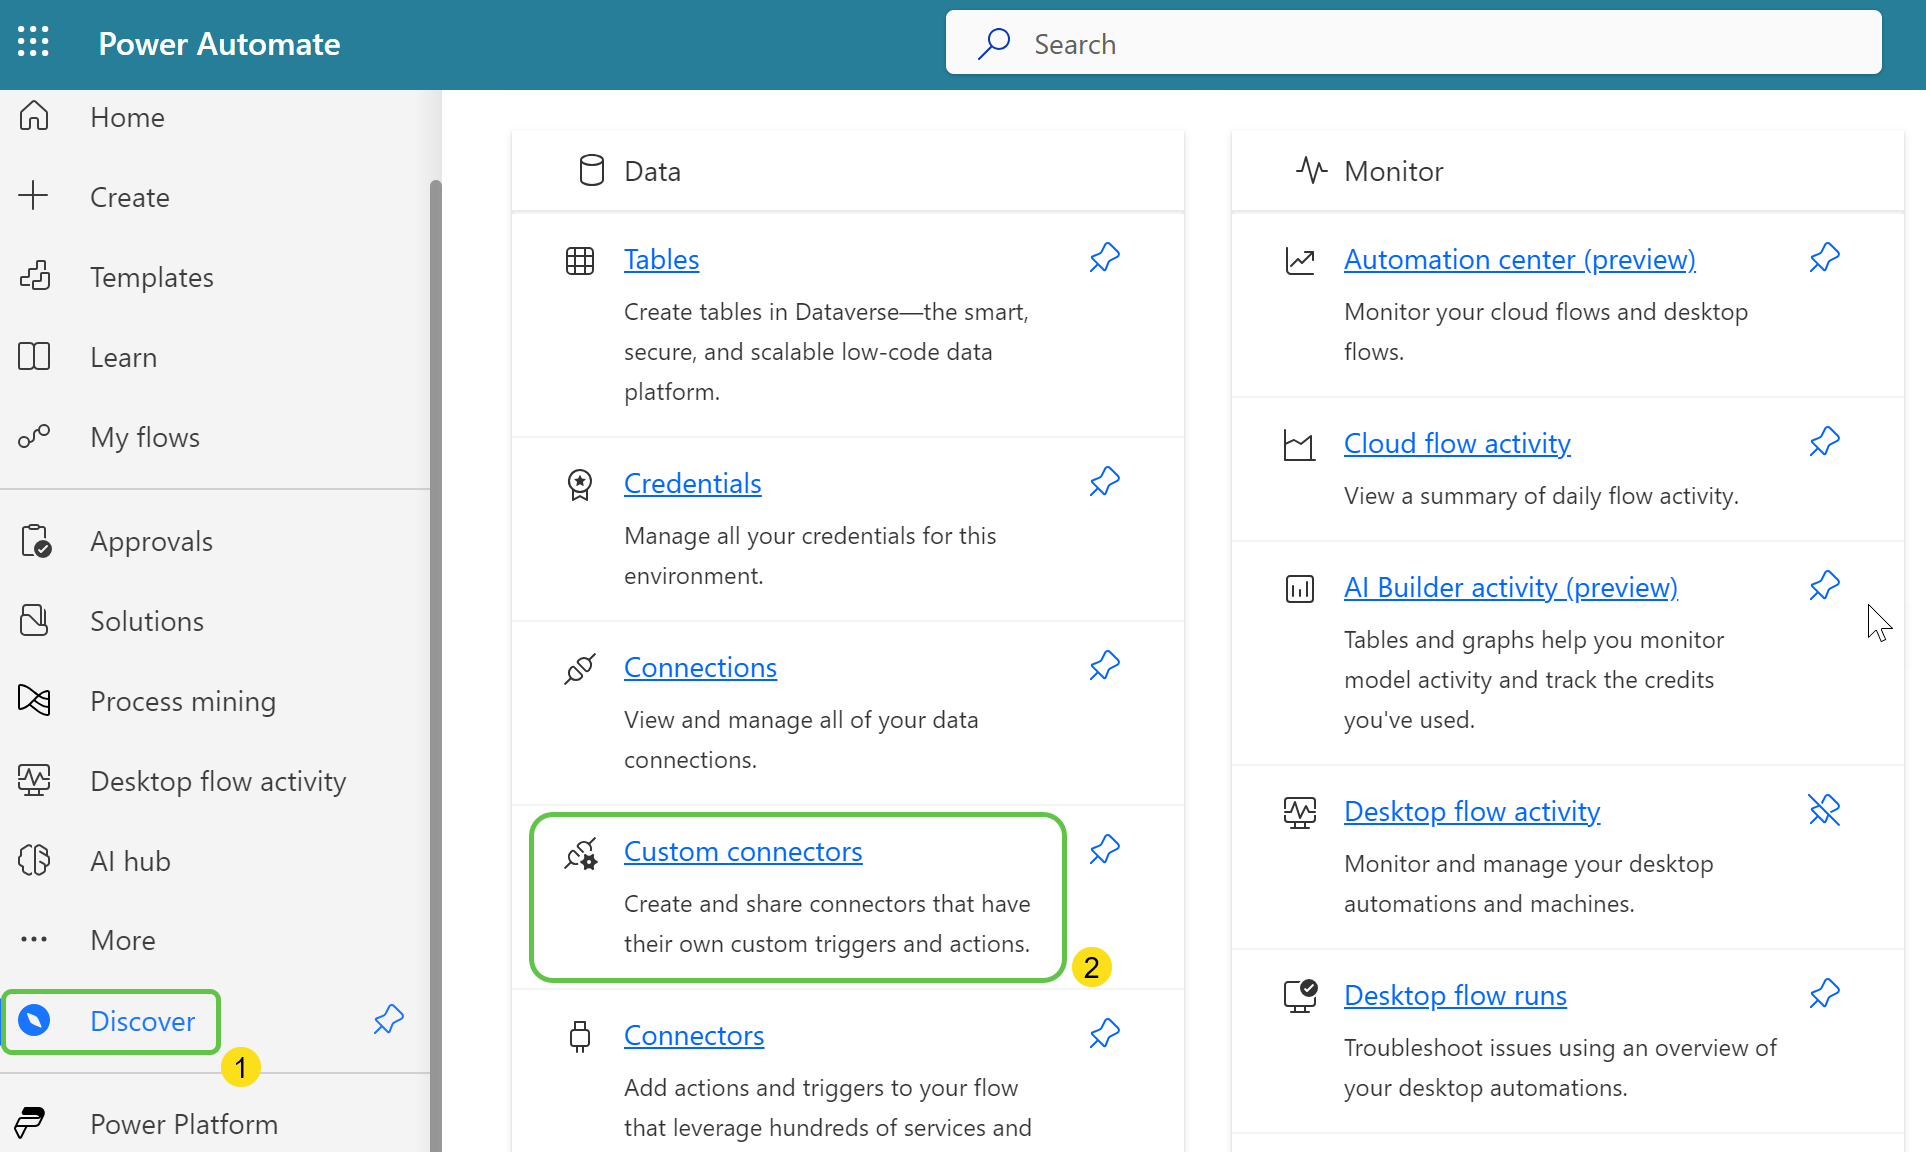 Power Automate
Search
Home
Create
Templates
Learn
My flows
Approvals
Solutions
Process mining
Desktop flow activity
AI hub
More
Discover
1
Power Platform
Data
Tables
Create tables in Dataverse—the smart,
secure, and scalable low-code data
platform.
Credentials
Manage all your credentials for this
environment.
Connections
View and manage all of your data
connections.
Custom connectors
Create and share connectors that have
their own custom triggers and actions.
2
Connectors
Add actions and triggers to your flow
that leverage hundreds of services and
Monitor
Automation center (preview)
Monitor your cloud flows and desktop
flows.
Cloud flow activity
View a summary of daily flow activity.
AI Builder activity (preview)
Tables and graphs help you monitor
model activity and track the credits
you've used.
Desktop flow activity
Monitor and manage your desktop
automations and machines.
Desktop flow runs
Troubleshoot issues using an overview of
your desktop automations.